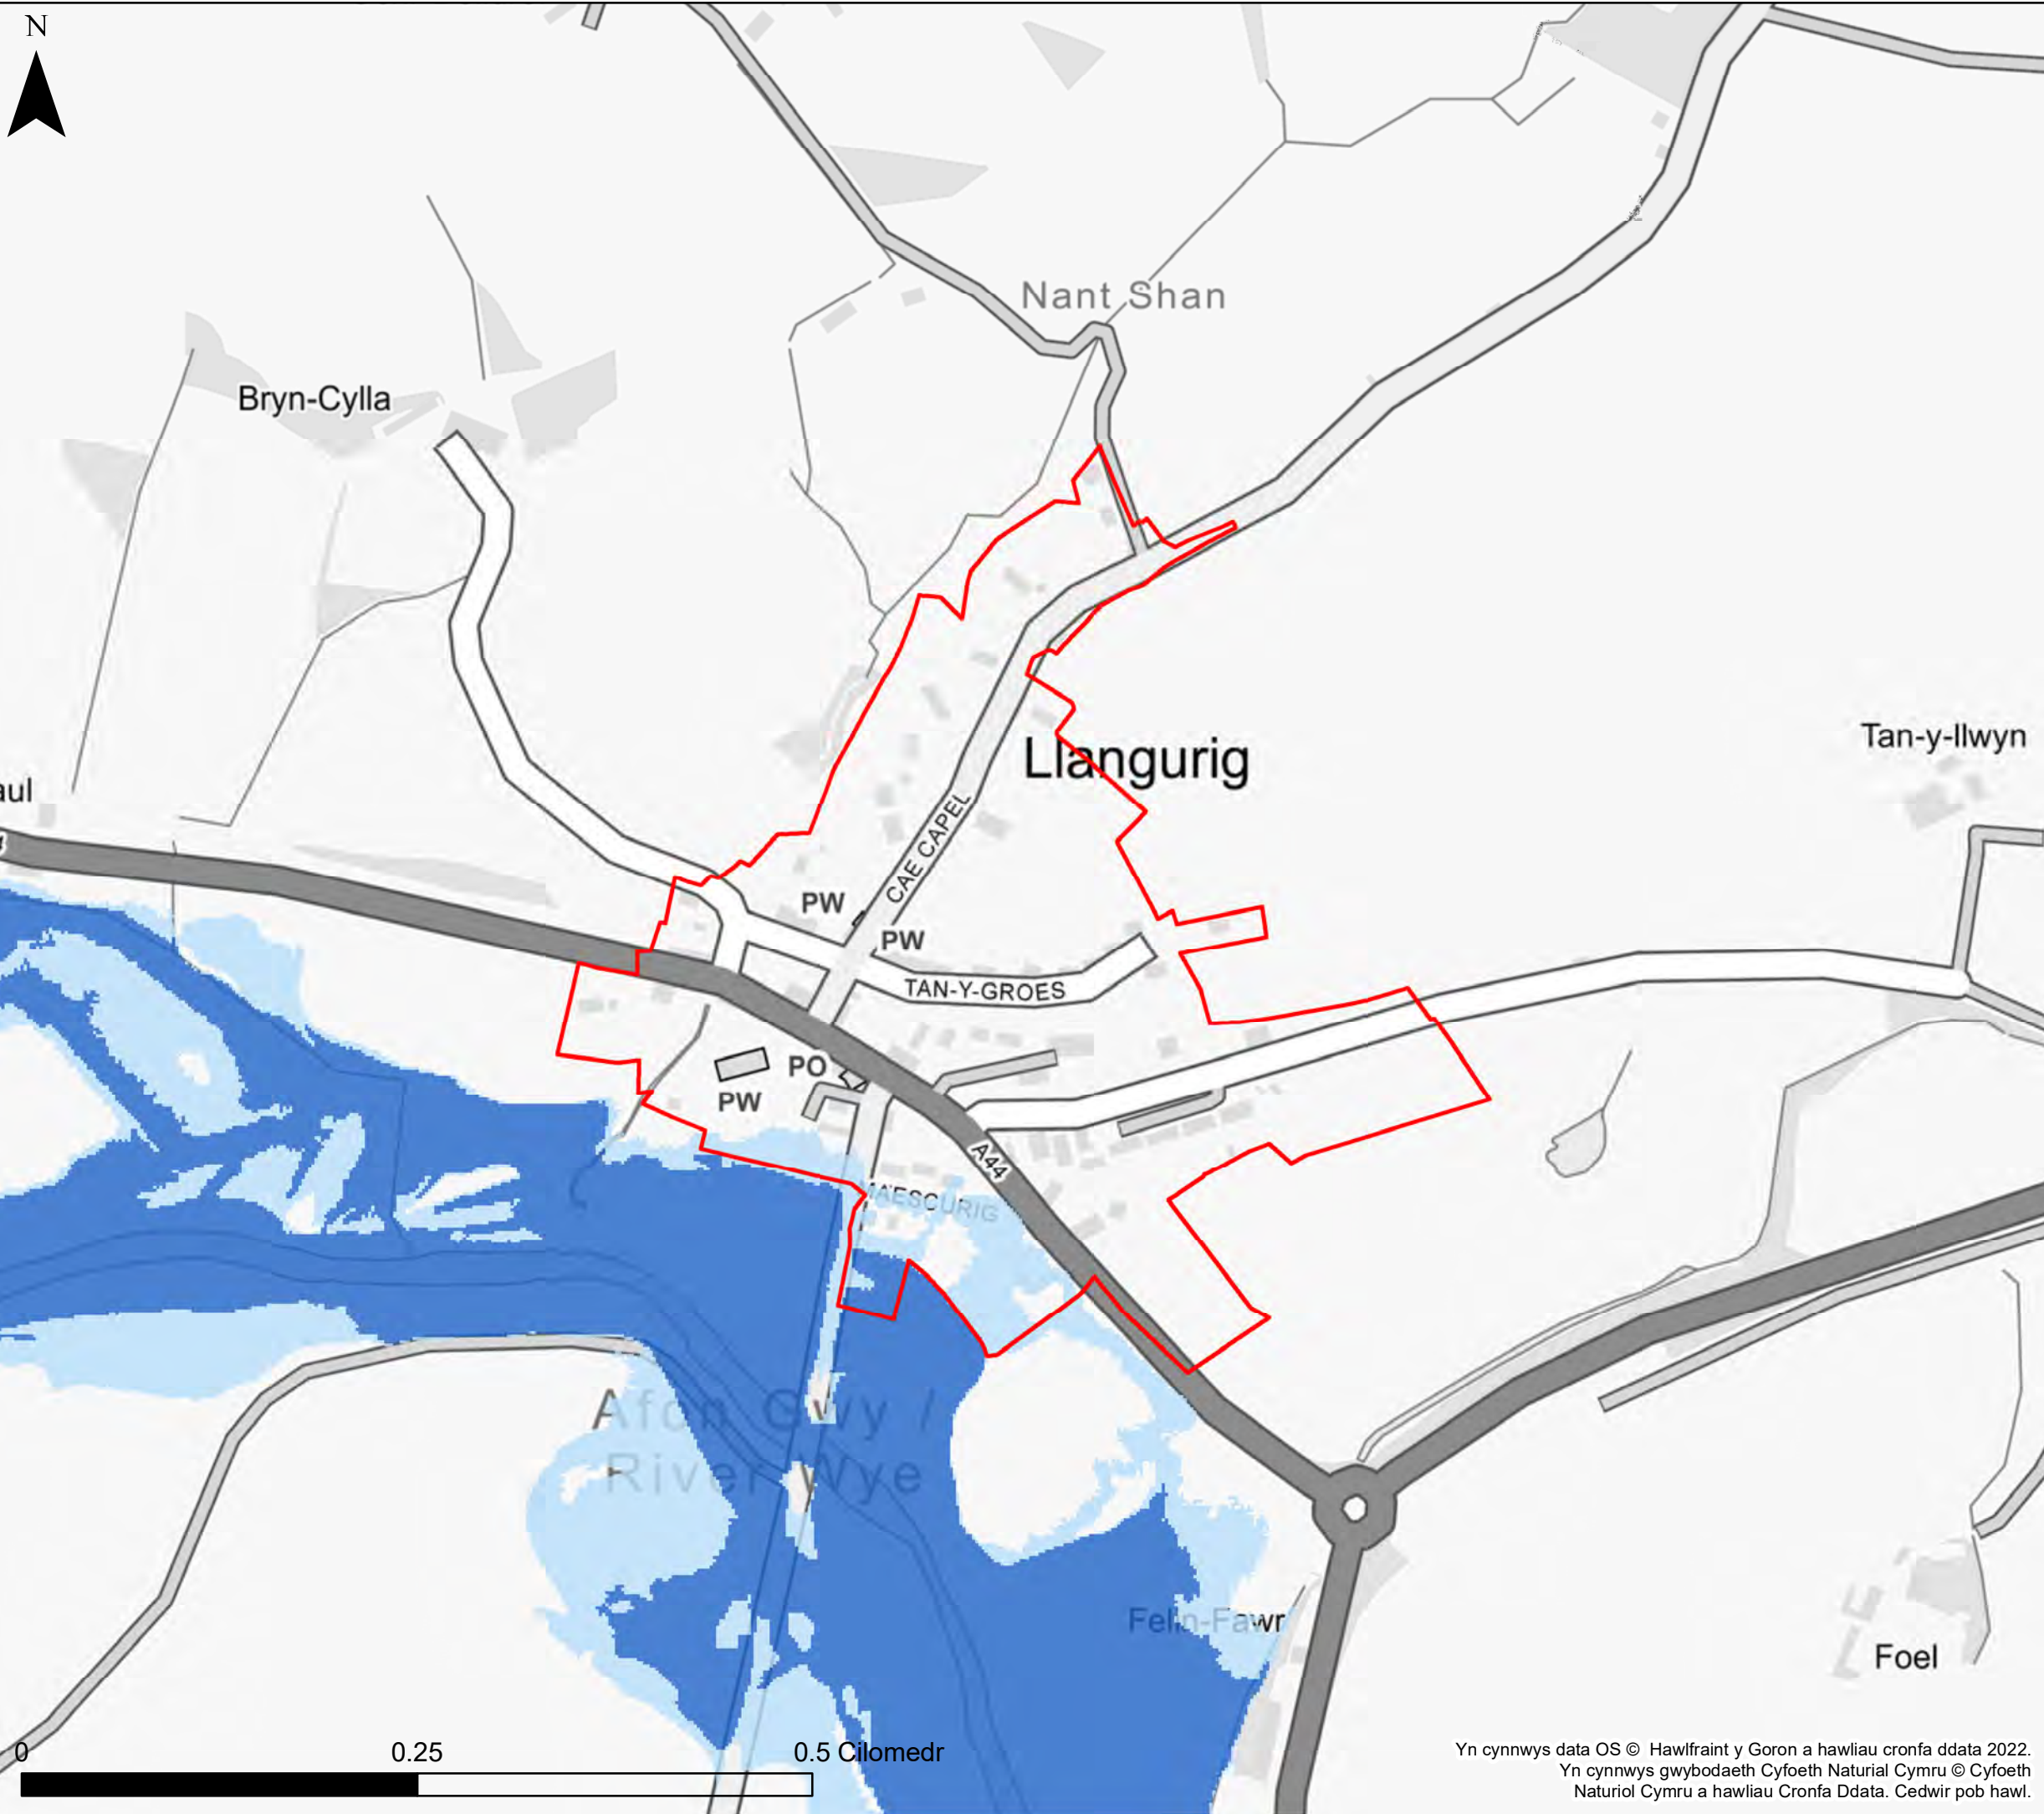 N
Nant Shan
Bryn-Cylla
Llangurig
Tan-y-llwyn
aul
CAE CAPEL
PW
PW
TAN-Y-GROES
PO
PW
A44
MAESCURIG
Afon Gwy /
River Wye
Felin-Fawr
Foel
0 0.25 0.5 Cilomedr
Yn cynnwys data OS © Hawlfraint y Goron a hawliau cronfa ddata 2022.
Yn cynnwys gwybodaeth Cyfoeth Naturial Cymru © Cyfoeth
Naturiol Cymru a hawliau Cronfa Ddata. Cedwir pob hawl.